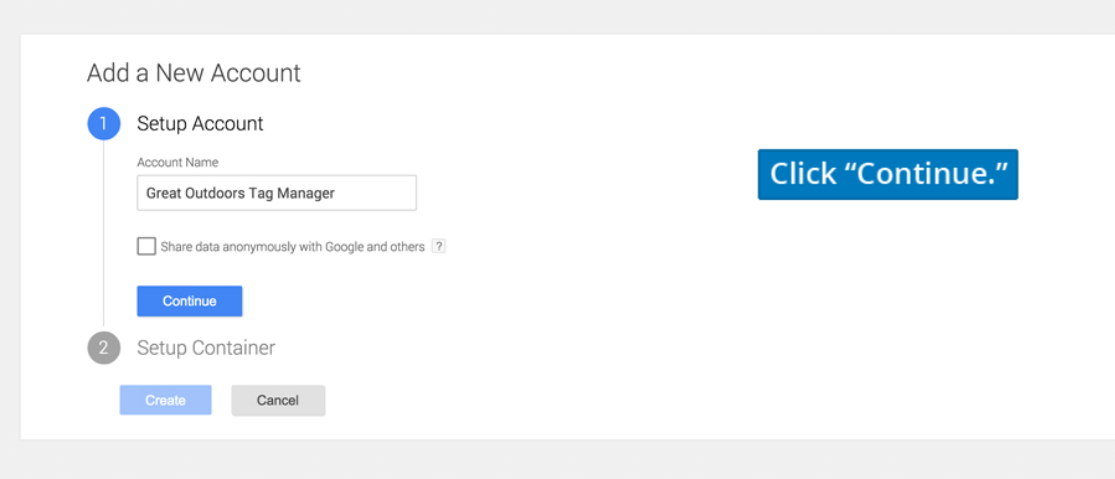 Add a New Account
1 Setup Account
Account Name
Great Outdoors Tag Manager
Click “Continue.”
Share data anonymously with Google and others ?
Continue
2 Setup Container
Create Cancel